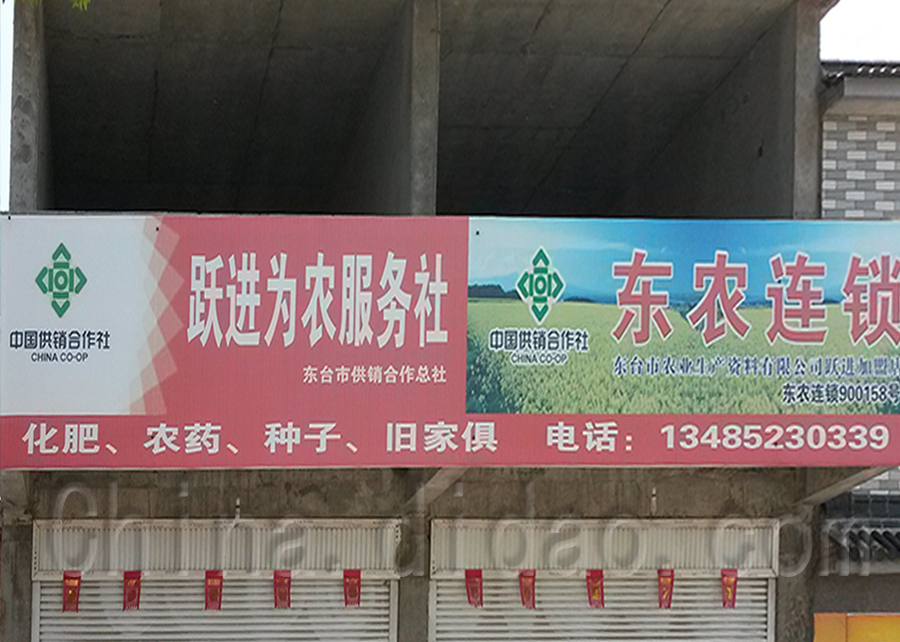 中国供销合作社
CHINA CO-OP
跃进为农服务社
东台市供销合作总社
中国供销合作社
CHINA CO-OP
东农连锁
东台市农业生产资料有限公司跃进加盟店
东农连锁900158号
化肥、农药、种子、旧家俱 电话：13485230339
China.didao.com